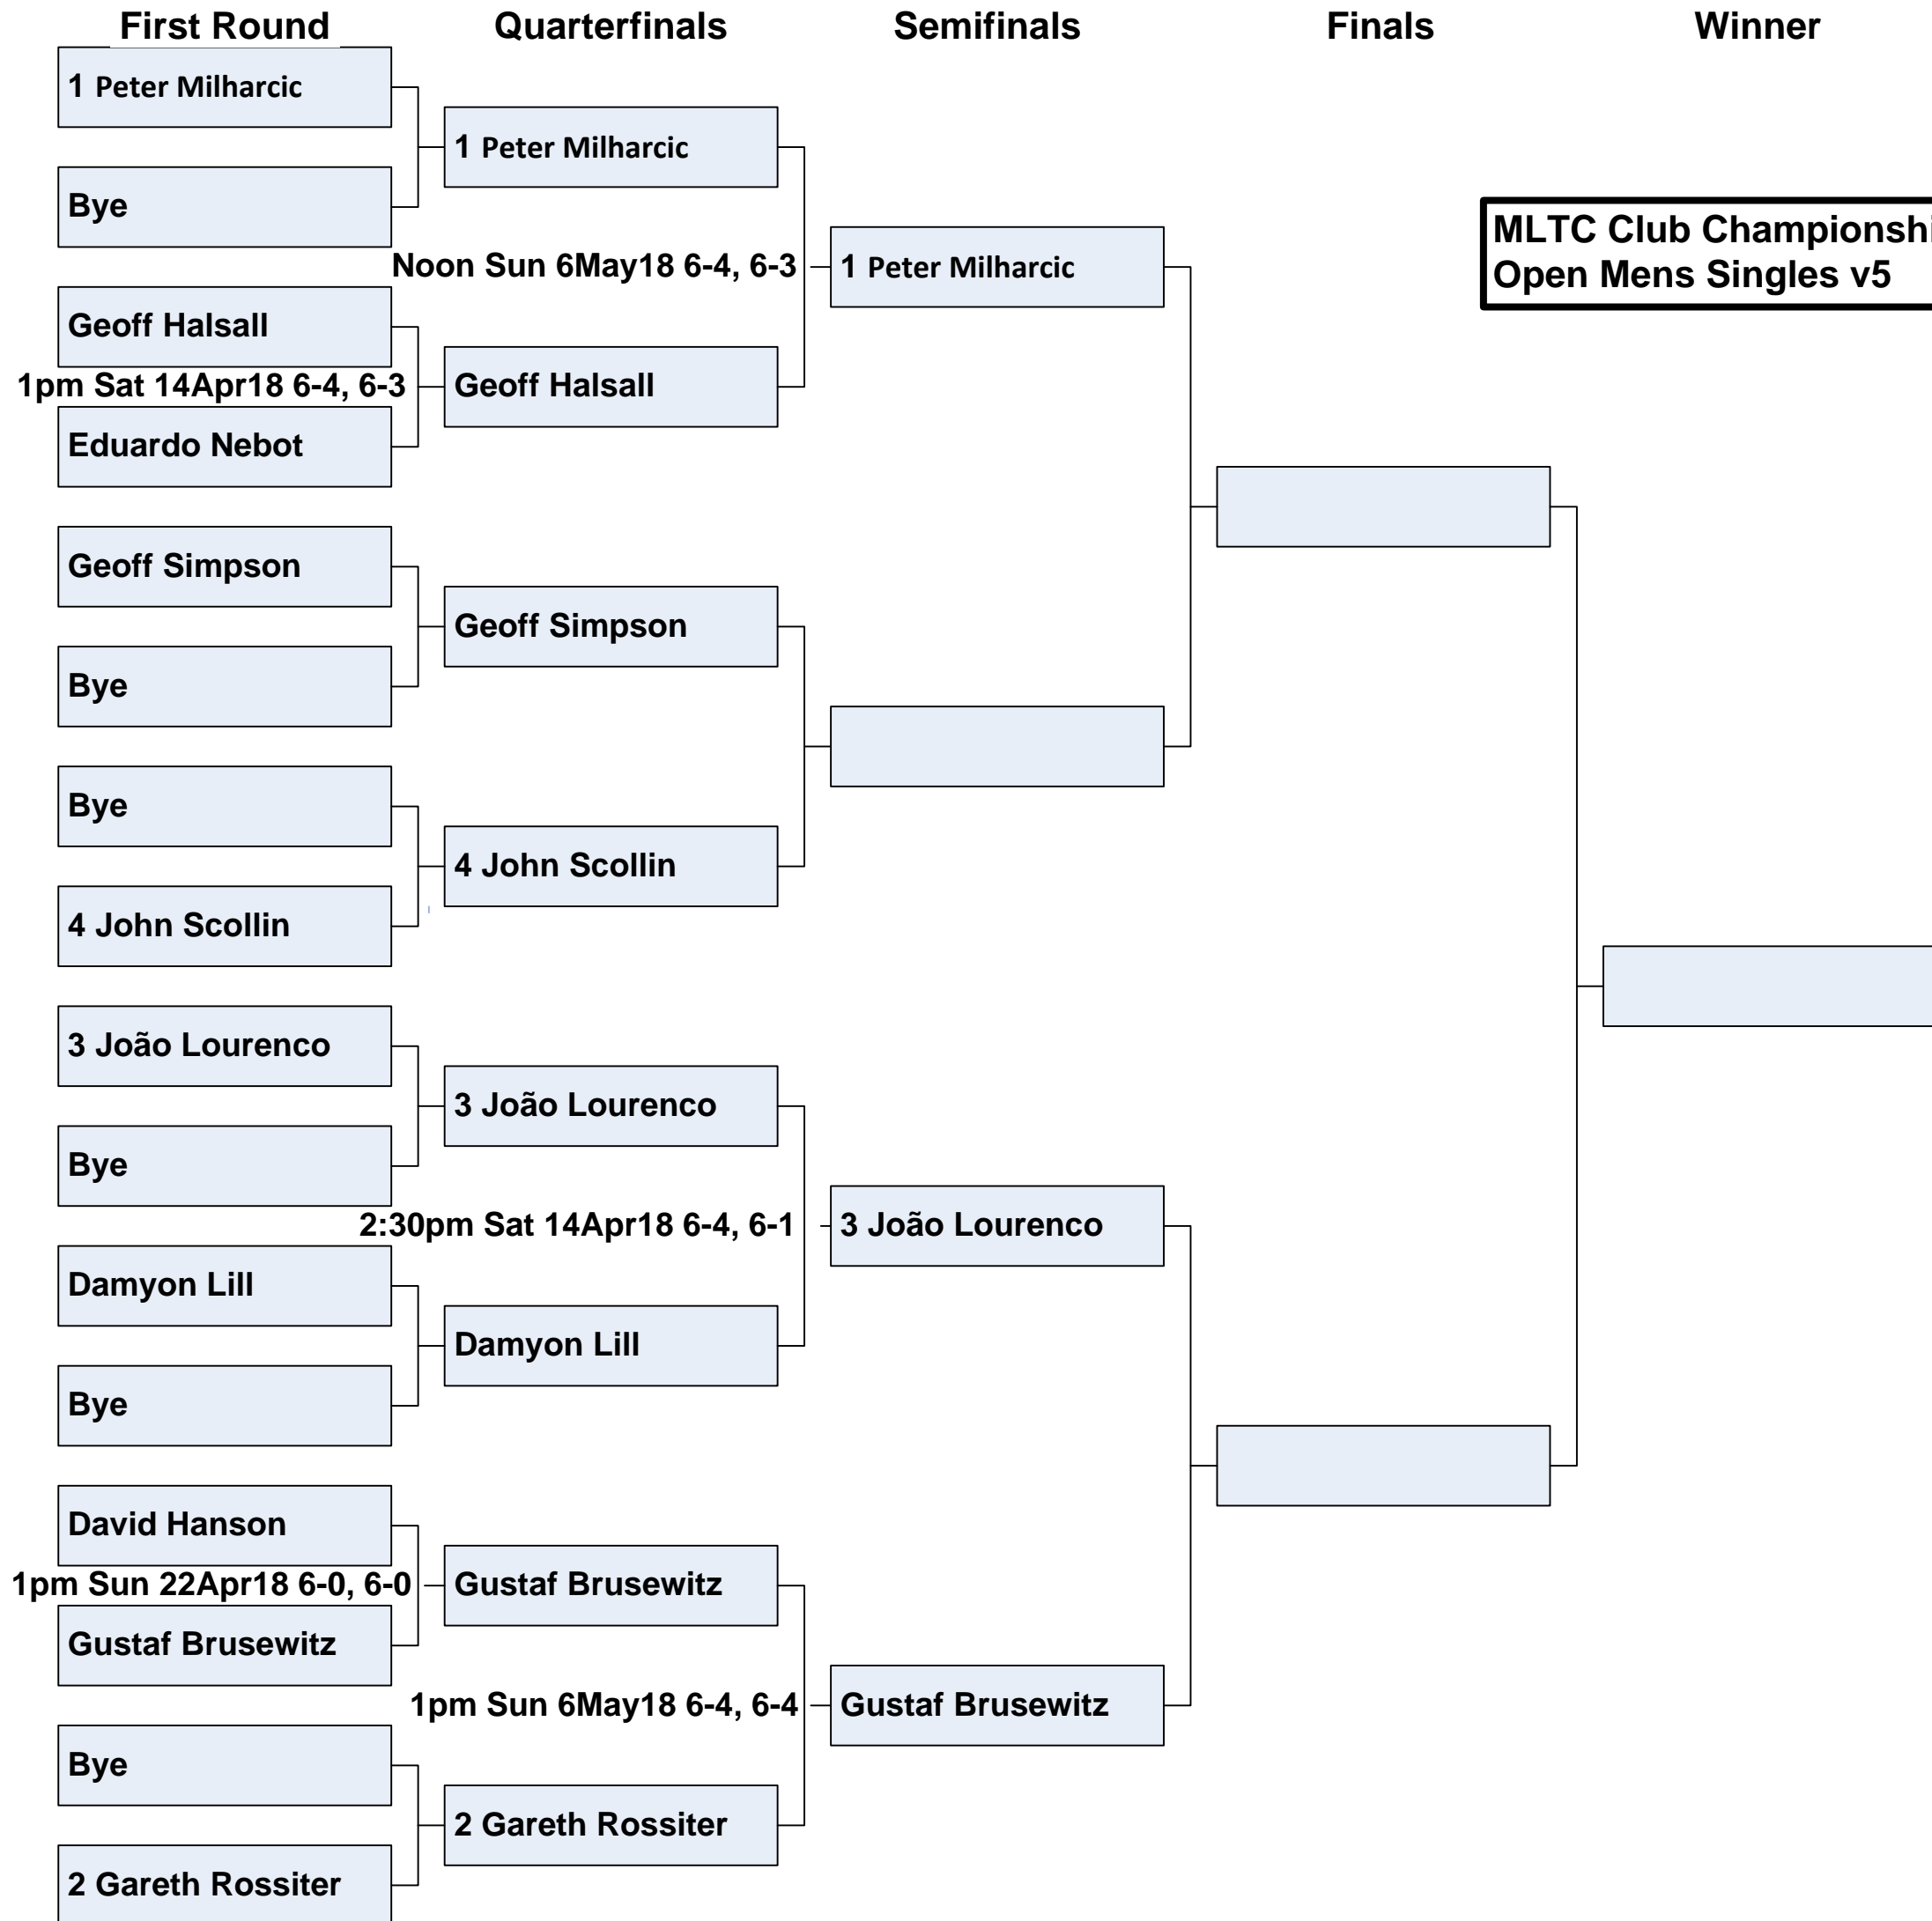 First Round
Quarterfinals
Semifinals
Finals
Winner
1 Peter Milharcic
Bye
Geoff Halsall
1pm Sat 14Apr18 6-4, 6-3
Eduardo Nebot
Geoff Simpson
Bye
Bye
4 John Scollin
3 João Lourenco
Bye
Damyon Lill
Bye
David Hanson
1pm Sun 22Apr18 6-0, 6-0
Gustaf Brusewitz
Bye
2 Gareth Rossiter
1 Peter Milharcic
Noon Sun 6May18 6-4, 6-3
Geoff Halsall
Geoff Simpson
4 John Scollin
3 João Lourenco
2:30pm Sat 14Apr18 6-4, 6-1
Damyon Lill
Gustaf Brusewitz
1pm Sun 6May18 6-4, 6-4
2 Gareth Rossiter
1 Peter Milharcic
3 João Lourenco
Gustaf Brusewitz
MLTC Club Championshi
Open Mens Singles v5